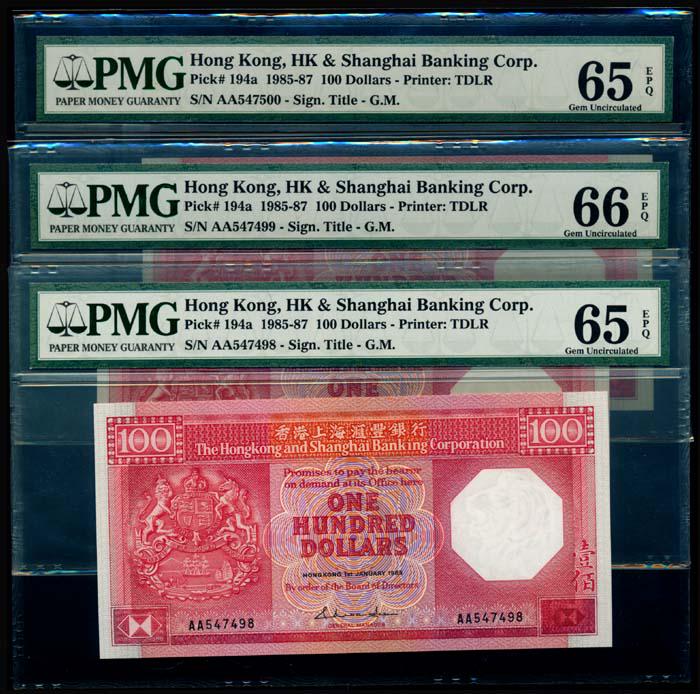 PMG
PAPER MONEY GUARANTY
Hong Kong, HK & Shanghai Banking Corp.
Pick# 194a 1985-87 100 Dollars - Printer: TDLR
S/N AA547500 - Sign. Title - G.M.
65 EPQ
Gem Uncirculated
PMG
PAPER MONEY GUARANTY
Hong Kong, HK & Shanghai Banking Corp.
Pick# 194a 1985-87 100 Dollars - Printer: TDLR
S/N AA547499 - Sign. Title - G.M.
66 EPQ
Gem Uncirculated
PMG
PAPER MONEY GUARANTY
Hong Kong, HK & Shanghai Banking Corp.
Pick# 194a 1985-87 100 Dollars - Printer: TDLR
S/N AA547498 - Sign. Title - G.M.
65 EPQ
Gem Uncirculated
ONE
100 香港上海滙豐銀行 100
The Hongkong and Shanghai Banking Corporation
Promises to pay the bearer
on demand at its Office here
ONE
HUNDRED
DOLLARS
HONGKONG 1st JANUARY 1985
By order of the Board of Directors
壹佰
AA547498 AA547498
GENERAL MANAGER